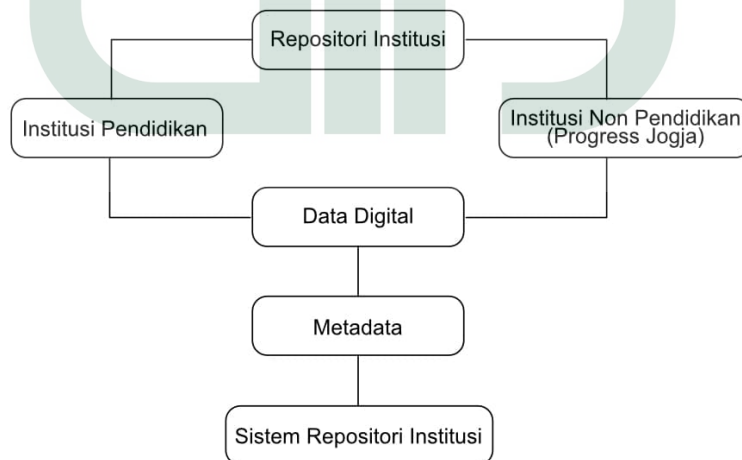 Repositori Institusi
Institusi Pendidikan
Institusi Non Pendidikan
(Progress Jogja)
Data Digital
Metadata
Sistem Repositori Institusi